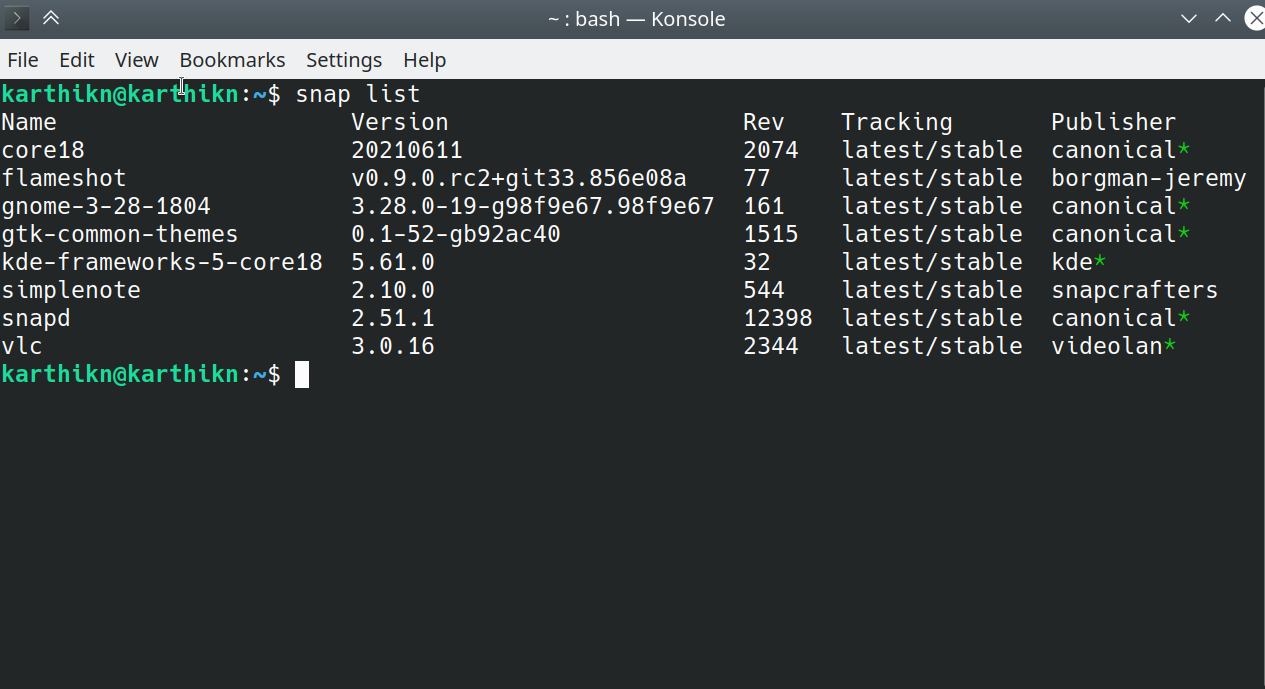 ~ : bash — Konsole
File Edit View Bookmarks Settings Help
karthikn@karthikn:~$ snap list
Name                     Version                     Rev    Tracking       Publisher
core18                   20210611                    2074   latest/stable  canonical*
flameshot                v0.9.0.rc2+git33.856e08a    77     latest/stable  borgman-jeremy
gnome-3-28-1804          3.28.0-19-g98f9e67.98f9e67  161    latest/stable  canonical*
gtk-common-themes        0.1-52-gb92ac40             1515   latest/stable  canonical*
kde-frameworks-5-core18  5.61.0                      32     latest/stable  kde*
simplenote               2.10.0                      544    latest/stable  snapcrafters
snapd                    2.51.1                      12398  latest/stable  canonical*
vlc                      3.0.16                      2344   latest/stable  videolan*
karthikn@karthikn:~$